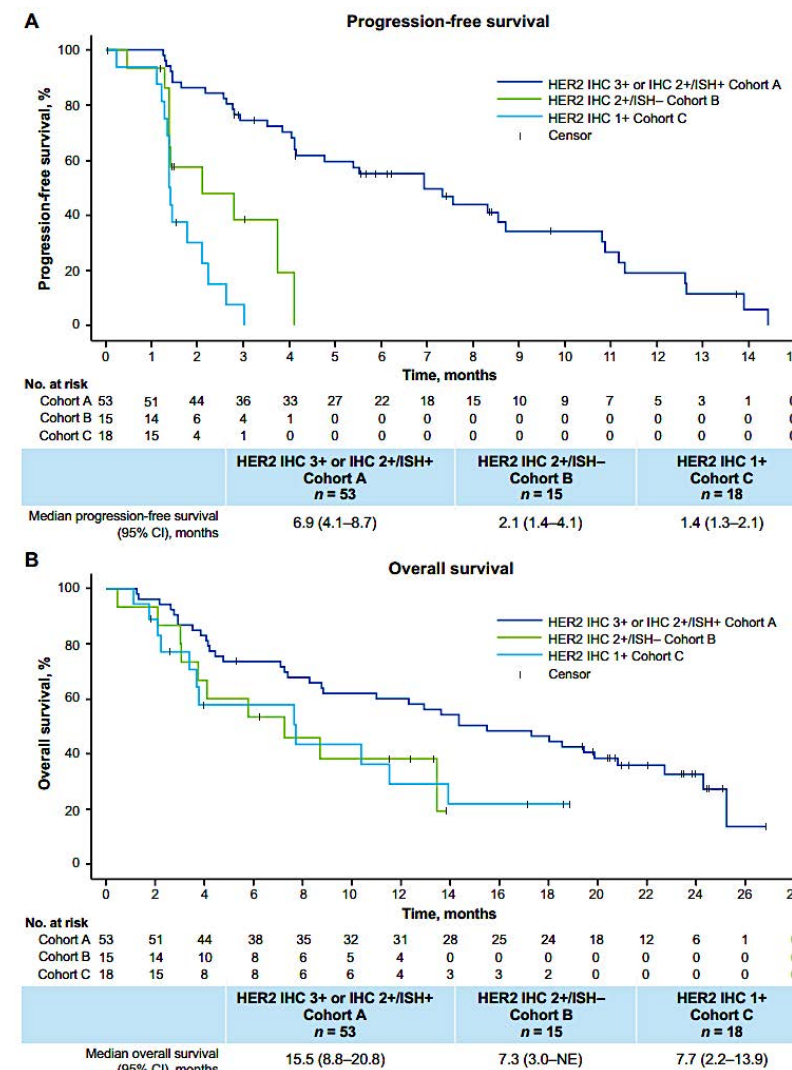 A
Progression-free survival
100
80
60
40
20
0
Progression-free survival, %
HER2 IHC 3+ or IHC 2+/ISH+ Cohort A
HER2 IHC 2+/ISH– Cohort B
HER2 IHC 1+ Cohort C
Censor
0 1 2 3 4 5 6 7 8 9 10 11 12 13 14
Time, months
No. at risk
Cohort A 53 51 44 36 33 27 22 18 15 10 9 7 5 3 1
Cohort B 15 14 6 4 1 0 0 0 0 0 0 0 0 0 0
Cohort C 18 15 4 1 0 0 0 0 0 0 0 0 0 0 0
HER2 IHC 3+ or IHC 2+/ISH+ HER2 IHC 2+/ISH– HER2 IHC 1+
Cohort A Cohort B Cohort C
n = 53 n = 15 n = 18
Median progression-free survival
(95% CI), months 6.9 (4.1–8.7) 2.1 (1.4–4.1) 1.4 (1.3–2.1)
B
Overall survival
100
80
60
40
20
0
Overall survival, %
HER2 IHC 3+ or IHC 2+/ISH+ Cohort A
HER2 IHC 2+/ISH– Cohort B
HER2 IHC 1+ Cohort C
Censor
0 2 4 6 8 10 12 14 16 18 20 22 24 26
Time, months
No. at risk
Cohort A 53 51 44 38 35 32 31 28 25 24 18 12 6 1
Cohort B 15 14 10 8 6 5 4 0 0 0 0 0 0 0
Cohort C 18 15 8 8 6 6 4 3 3 2 0 0 0 0
HER2 IHC 3+ or IHC 2+/ISH+ HER2 IHC 2+/ISH– HER2 IHC 1+
Cohort A Cohort B Cohort C
n = 53 n = 15 n = 18
Median overall survival
(95% CI), months 15.5 (8.8–20.8) 7.3 (3.0–NE) 7.7 (2.2–13.9)